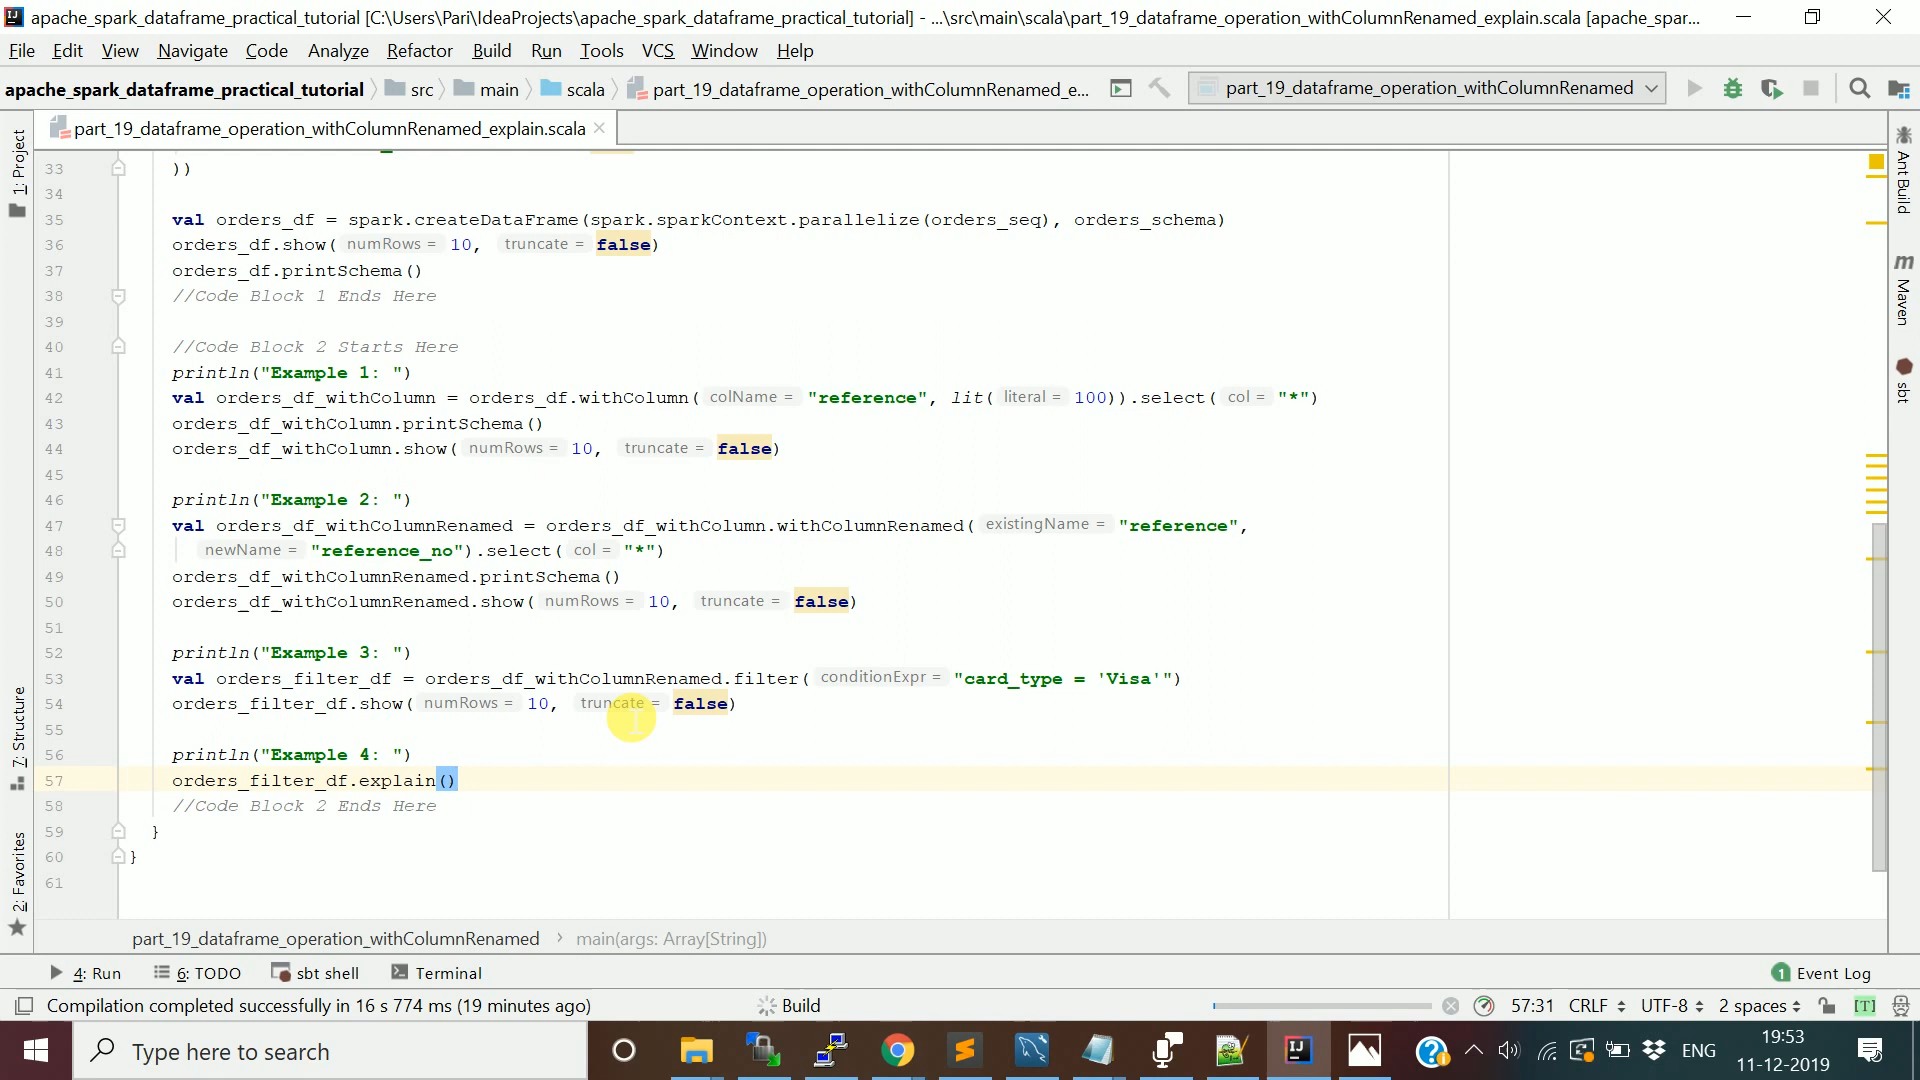 apache_spark_dataframe_practical_tutorial [C:\Users\Pari\IdeaProjects\apache_spark_dataframe_practical_tutorial] - ...\src\main\scala\part_19_dataframe_operation_withColumnRenamed_explain.scala [apache_spar...
File Edit View Navigate Code Analyze Refactor Build Run Tools VCS Window Help
apache_spark_dataframe_practical_tutorial src main scala part_19_dataframe_operation_withColumnRenamed_e... part_19_dataframe_operation_withColumnRenamed
part_19_dataframe_operation_withColumnRenamed_explain.scala
1: Project
7: Structure
2: Favorites
Ant Build
m Maven
sbt
33 ))
34
35 val orders_df = spark.createDataFrame(spark.sparkContext.parallelize(orders_seq), orders_schema)
36 orders_df.show( numRows = 10, truncate = false)
37 orders_df.printSchema()
38 //Code Block 1 Ends Here
39
40 //Code Block 2 Starts Here
41 println("Example 1: ")
42 val orders_df_withColumn = orders_df.withColumn( colName = "reference", lit( literal = 100)).select( col = "*")
43 orders_df_withColumn.printSchema()
44 orders_df_withColumn.show( numRows = 10, truncate = false)
45
46 println("Example 2: ")
47 val orders_df_withColumnRenamed = orders_df_withColumn.withColumnRenamed( existingName = "reference",
48 newName = "reference_no").select( col = "*")
49 orders_df_withColumnRenamed.printSchema()
50 orders_df_withColumnRenamed.show( numRows = 10, truncate = false)
51
52 println("Example 3: ")
53 val orders_filter_df = orders_df_withColumnRenamed.filter( conditionExpr = "card_type = 'Visa'")
54 orders_filter_df.show( numRows = 10, truncate = false)
55
56 println("Example 4: ")
57 orders_filter_df.explain()
58 //Code Block 2 Ends Here
59 }
60 }
61
part_19_dataframe_operation_withColumnRenamed › main(args: Array[String])
4: Run 6: TODO sbt shell Terminal 1 Event Log
Compilation completed successfully in 16 s 774 ms (19 minutes ago) Build 57:31 CRLF UTF-8 2 spaces [T]
Type here to search ENG 19:53
11-12-2019